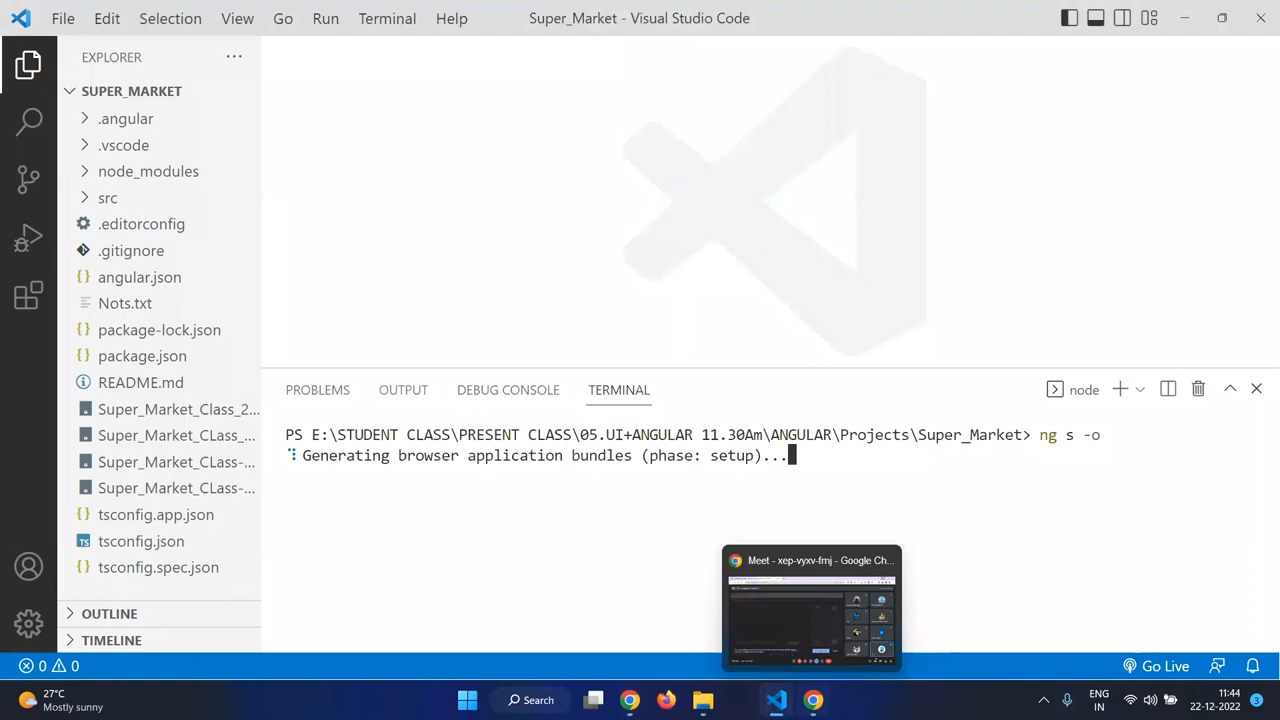 File Edit Selection View Go Run Terminal Help
Super_Market - Visual Studio Code
EXPLORER
SUPER_MARKET
.angular
.vscode
node_modules
src
.editorconfig
.gitignore
angular.json
Nots.txt
package-lock.json
package.json
README.md
Super_Market_Class_2...
Super_Market_CLass_...
Super_Market_CLass-...
Super_Market_CLass-...
tsconfig.app.json
tsconfig.json
tsconfig.spec.json
OUTLINE
TIMELINE
PROBLEMS OUTPUT DEBUG CONSOLE TERMINAL
node
PS E:\STUDENT CLASS\PRESENT CLASS\05.UI+ANGULAR 11.30Am\ANGULAR\Projects\Super_Market> ng s -o
Generating browser application bundles (phase: setup)...
Meet - xep-vyxv-frnj - Google Ch...
0 0
Go Live
27°C
Mostly sunny
Search
ENG
IN
11:44
22-12-2022
3